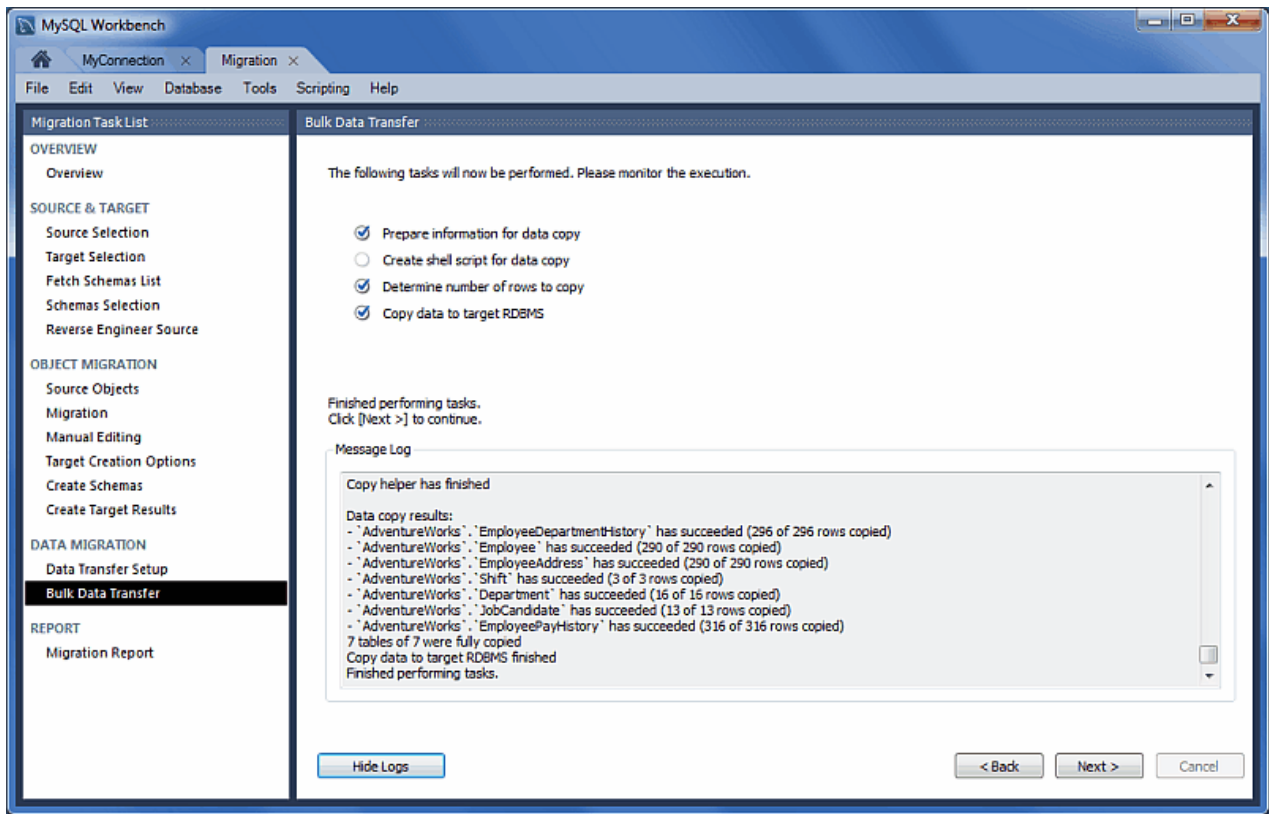 MySQL Workbench
MyConnection
Migration
File Edit View Database Tools Scripting Help
Migration Task List
OVERVIEW
Overview
SOURCE & TARGET
Source Selection
Target Selection
Fetch Schemas List
Schemas Selection
Reverse Engineer Source
OBJECT MIGRATION
Source Objects
Migration
Manual Editing
Target Creation Options
Create Schemas
Create Target Results
DATA MIGRATION
Data Transfer Setup
Bulk Data Transfer
REPORT
Migration Report
Bulk Data Transfer
The following tasks will now be performed. Please monitor the execution.
Prepare information for data copy
Create shell script for data copy
Determine number of rows to copy
Copy data to target RDBMS
Finished performing tasks.
Click [Next >] to continue.
Message Log
Copy helper has finished
Data copy results:
- `AdventureWorks`.`EmployeeDepartmentHistory` has succeeded (296 of 296 rows copied)
- `AdventureWorks`.`Employee` has succeeded (290 of 290 rows copied)
- `AdventureWorks`.`EmployeeAddress` has succeeded (290 of 290 rows copied)
- `AdventureWorks`.`Shift` has succeeded (3 of 3 rows copied)
- `AdventureWorks`.`Department` has succeeded (16 of 16 rows copied)
- `AdventureWorks`.`JobCandidate` has succeeded (13 of 13 rows copied)
- `AdventureWorks`.`EmployeePayHistory` has succeeded (316 of 316 rows copied)
7 tables of 7 were fully copied
Copy data to target RDBMS finished
Finished performing tasks.
Hide Logs
< Back
Next >
Cancel